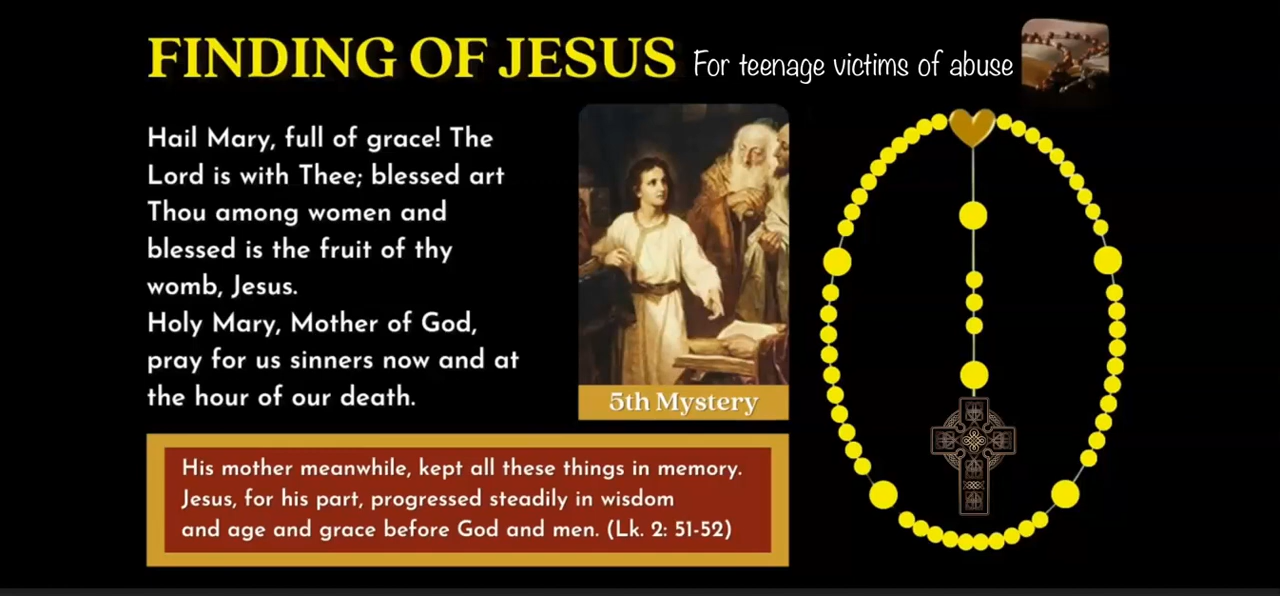 FINDING OF JESUS For teenage victims of abuse
Hail Mary, full of grace! The
Lord is with Thee; blessed art
Thou among women and
blessed is the fruit of thy
womb, Jesus.
Holy Mary, Mother of God,
pray for us sinners now and at
the hour of our death.
5th Mystery
His mother meanwhile, kept all these things in memory.
Jesus, for his part, progressed steadily in wisdom
and age and grace before God and men. (Lk. 2: 51-52)